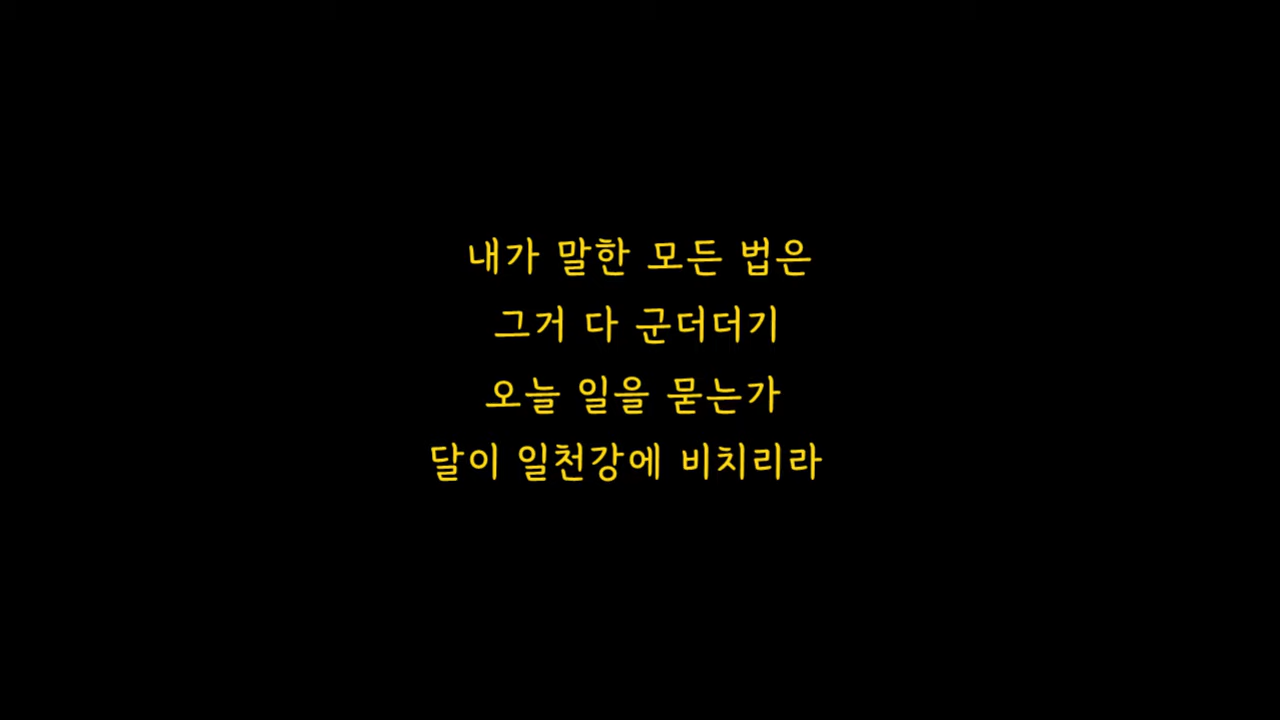 내가 말한 모든 법은
그거 다 군더더기
오늘 일을 묻는가
달이 일천강에 비치리라